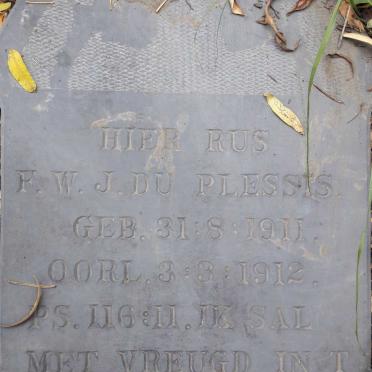 HIER RUS
F. W. J. DU PLESSIS.
GEB. 31:8:1911.
OORL. 3:3:1912.
PS. 116:11. IK SAL
MET VREUGD IN T